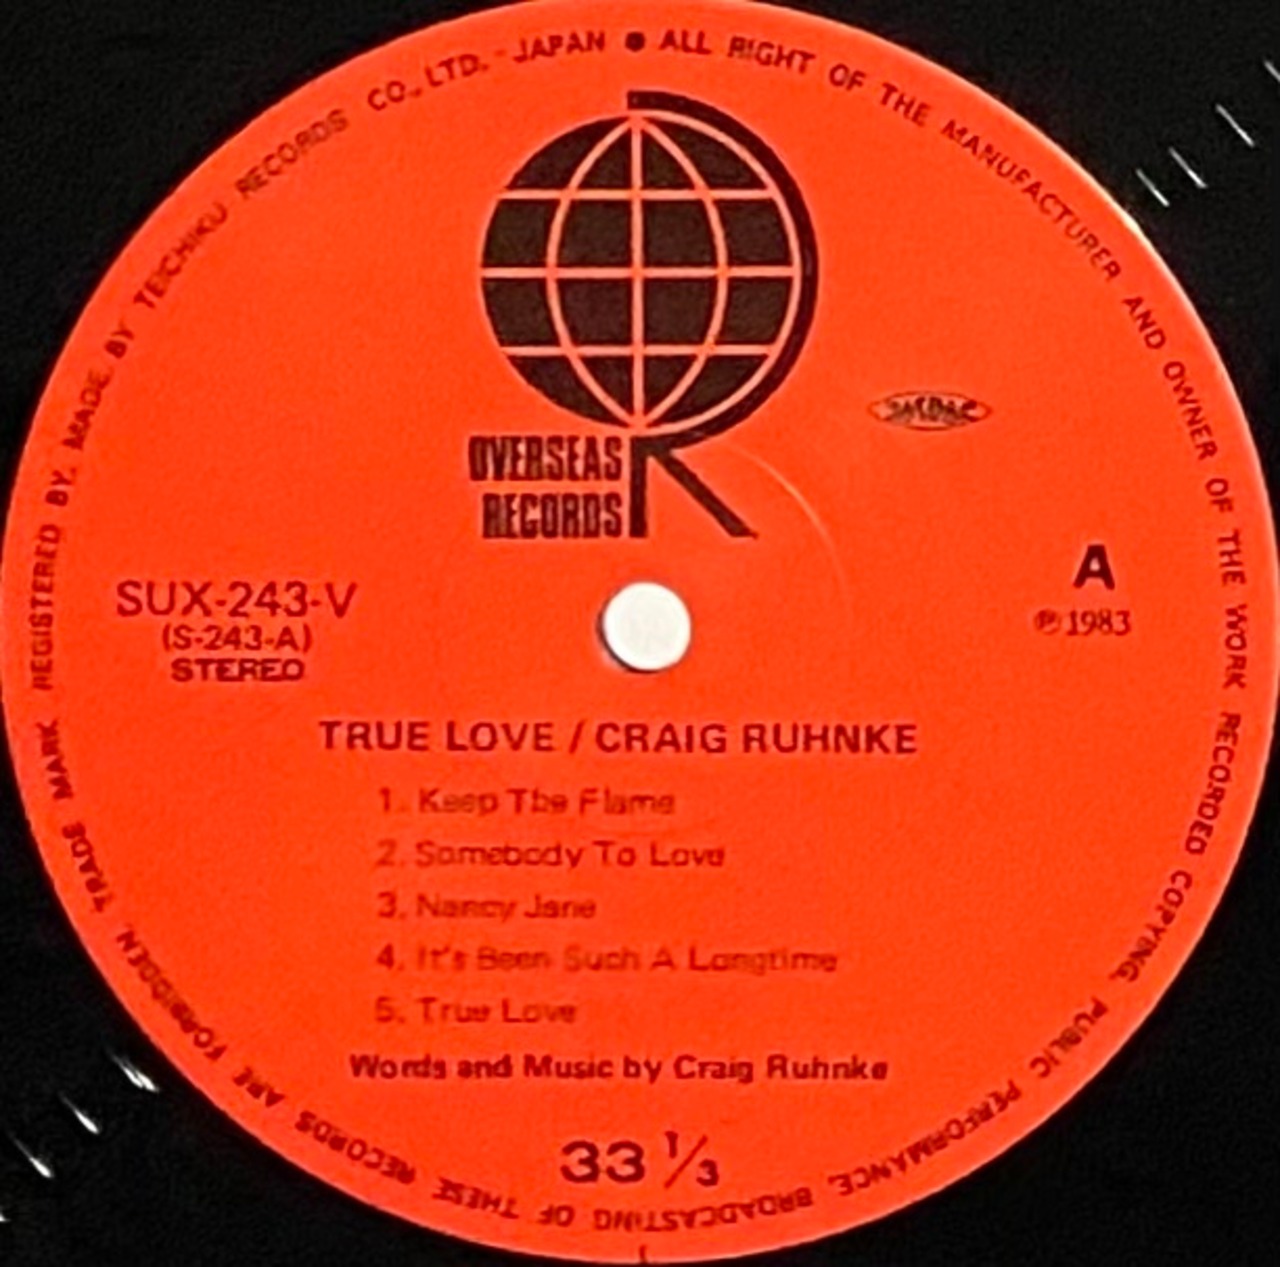 TRADE MARK REGISTERED BY. MADE BY TEICHIKU RECORDS CO., LTD. - JAPAN ● ALL RIGHT OF THE MANUFACTURER AND OWNER OF THE WORK RECORDED COPYING. PUBLIC PERFORMANCE. BROADCASTING OF THESE RECORDS ARE FORBIDDEN
OVERSEAS
RECORDS
A
℗1983
SUX-243-V
(S-243-A)
STEREO
TRUE LOVE / CRAIG RUHNKE
1. Keep The Flame
2. Somebody To Love
3. Nancy Jane
4. It's Been Such A Longtime
5. True Love
Words and Music by Craig Ruhnke
33 1/3